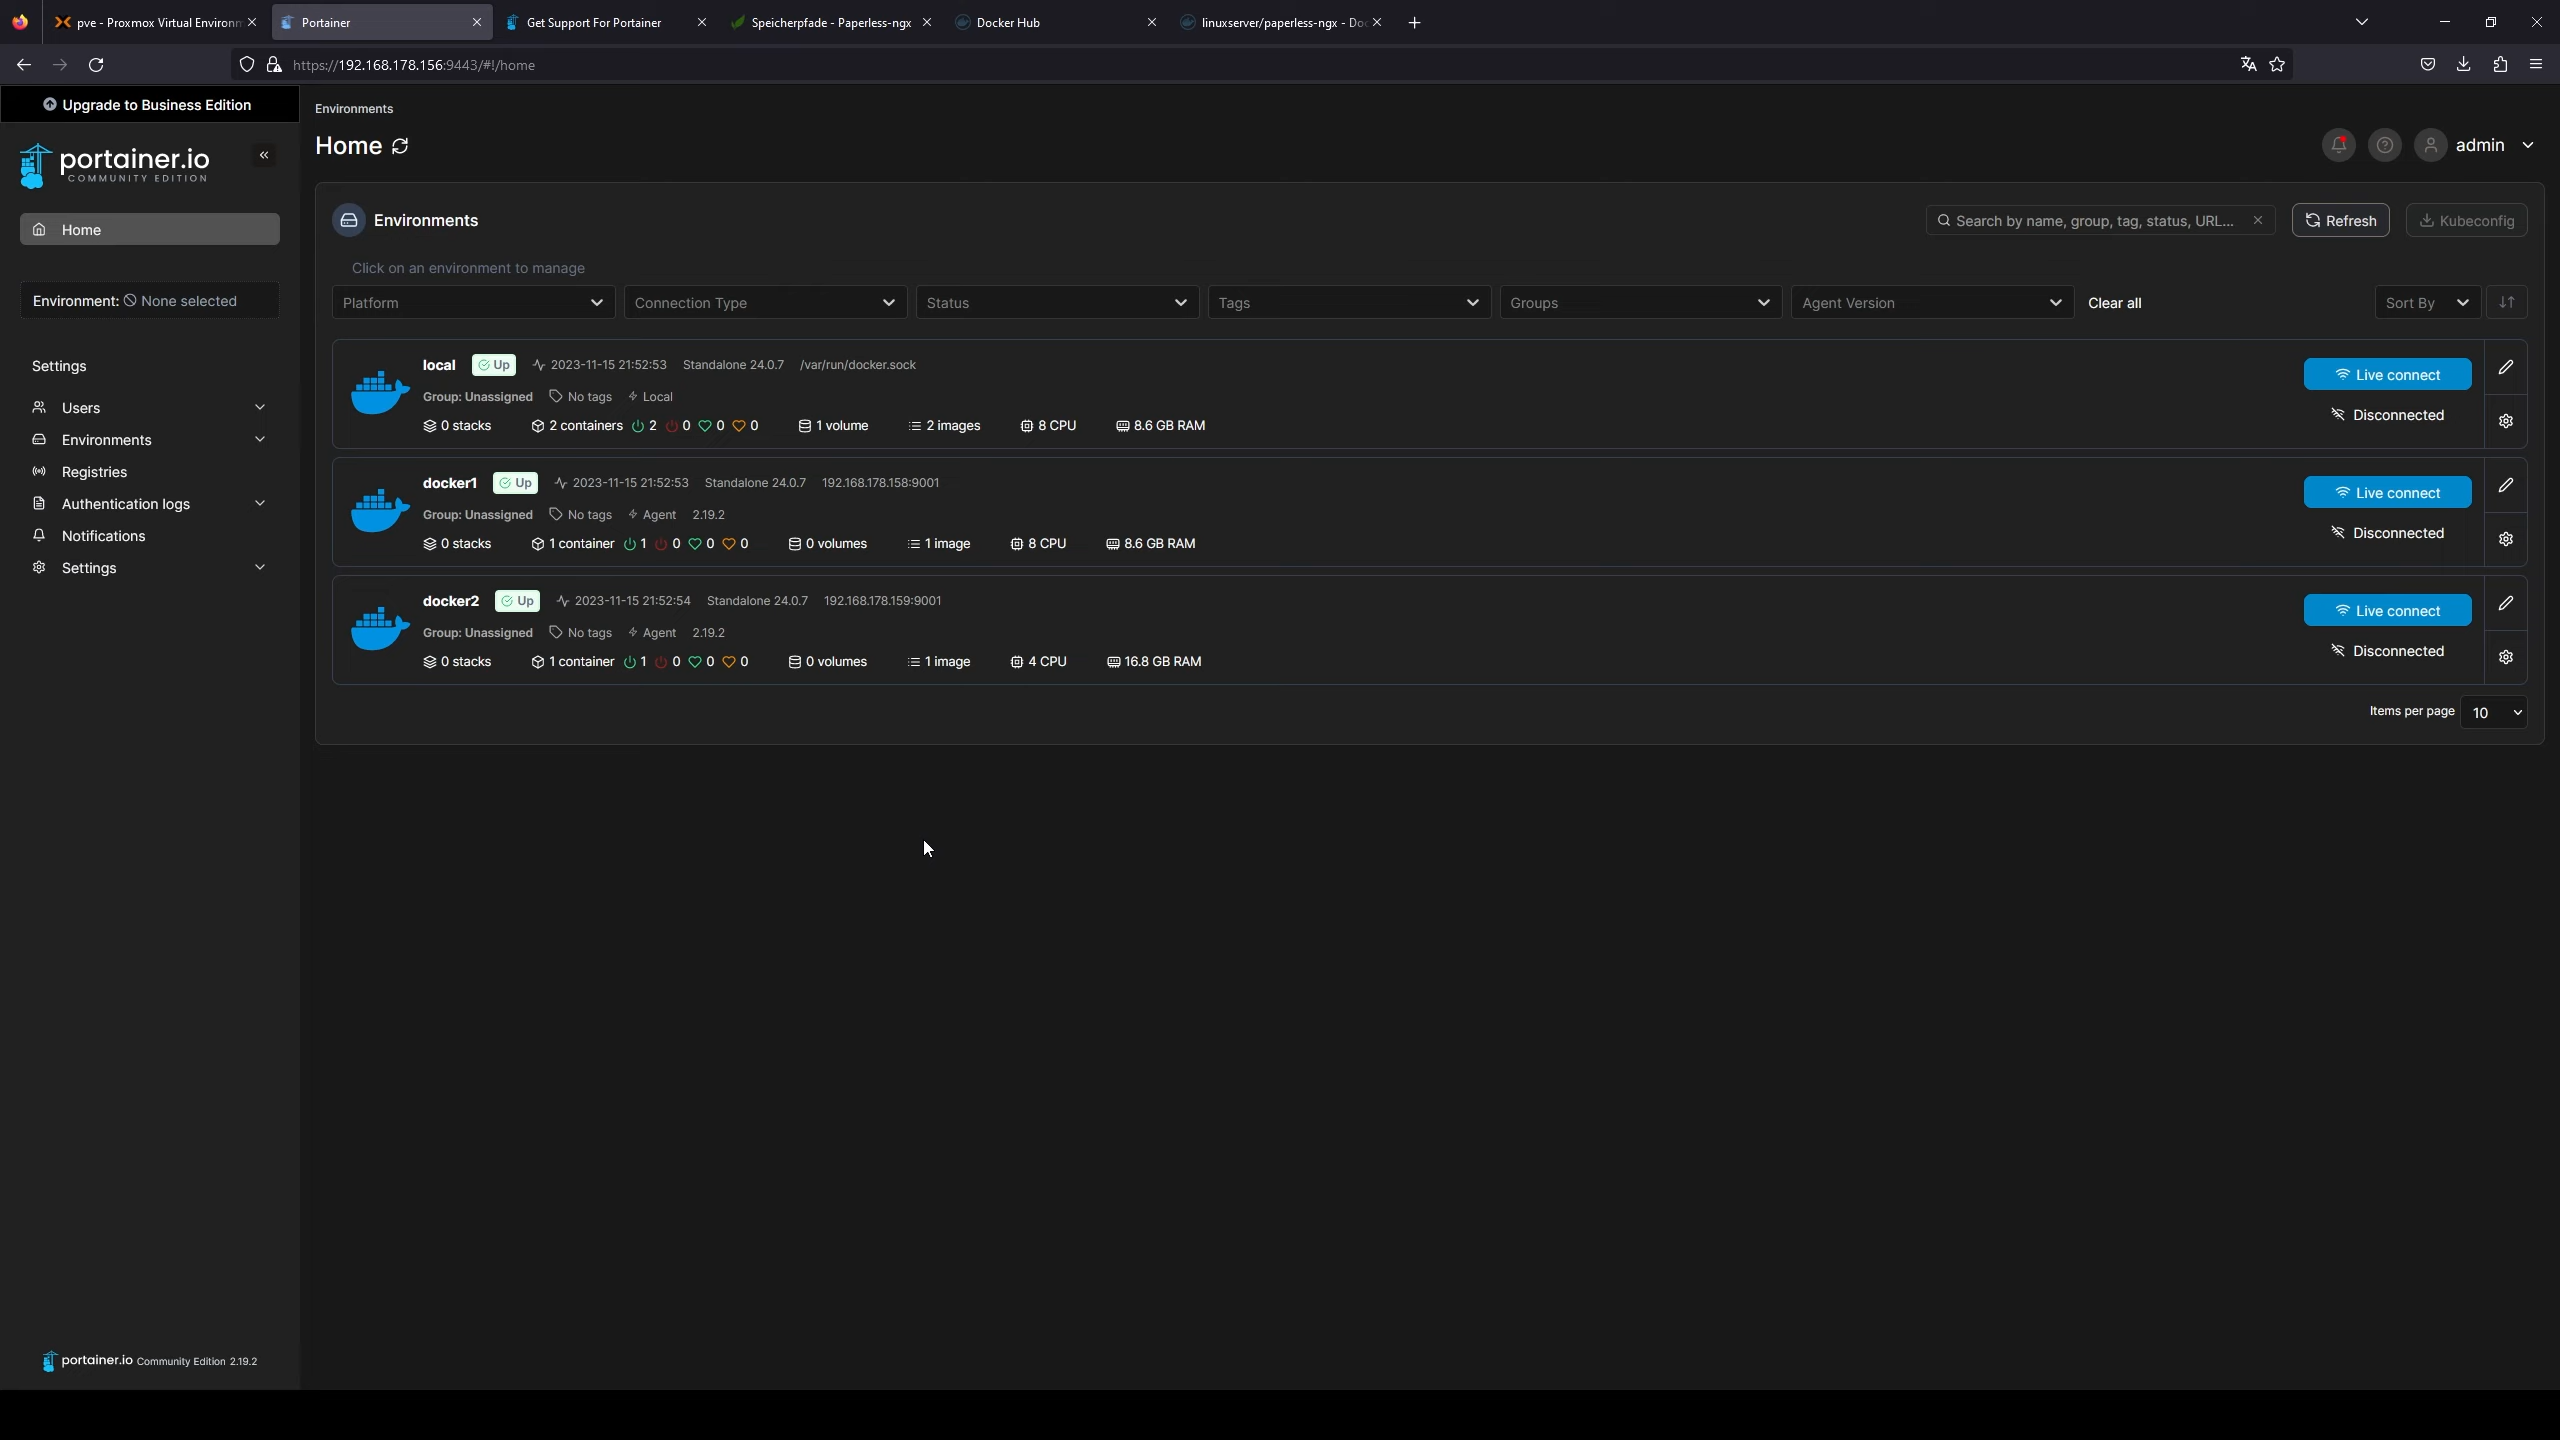 pve - Proxmox Virtual Environm
Portainer
Get Support For Portainer
Speicherpfade - Paperless-ngx
Docker Hub
linuxserver/paperless-ngx - Doc
https://192.168.178.156:9443/#!/home
Upgrade to Business Edition
portainer.io
COMMUNITY EDITION
Home
Environment: None selected
Settings
Users
Environments
Registries
Authentication logs
Notifications
Settings
portainer.io Community Edition 2.19.2
Environments
Home
admin
Environments
Search by name, group, tag, status, URL...
Refresh
Kubeconfig
Click on an environment to manage
Platform
Connection Type
Status
Tags
Groups
Agent Version
Clear all
Sort By
local Up 2023-11-15 21:52:53 Standalone 24.0.7 /var/run/docker.sock
Group: Unassigned No tags Local
0 stacks 2 containers 2 0 0 0 1 volume 2 images 8 CPU 8.6 GB RAM
Live connect
Disconnected
docker1 Up 2023-11-15 21:52:53 Standalone 24.0.7 192.168.178.158:9001
Group: Unassigned No tags Agent 2.19.2
0 stacks 1 container 1 0 0 0 0 volumes 1 image 8 CPU 8.6 GB RAM
Live connect
Disconnected
docker2 Up 2023-11-15 21:52:54 Standalone 24.0.7 192.168.178.159:9001
Group: Unassigned No tags Agent 2.19.2
0 stacks 1 container 1 0 0 0 0 volumes 1 image 4 CPU 16.8 GB RAM
Live connect
Disconnected
Items per page 10